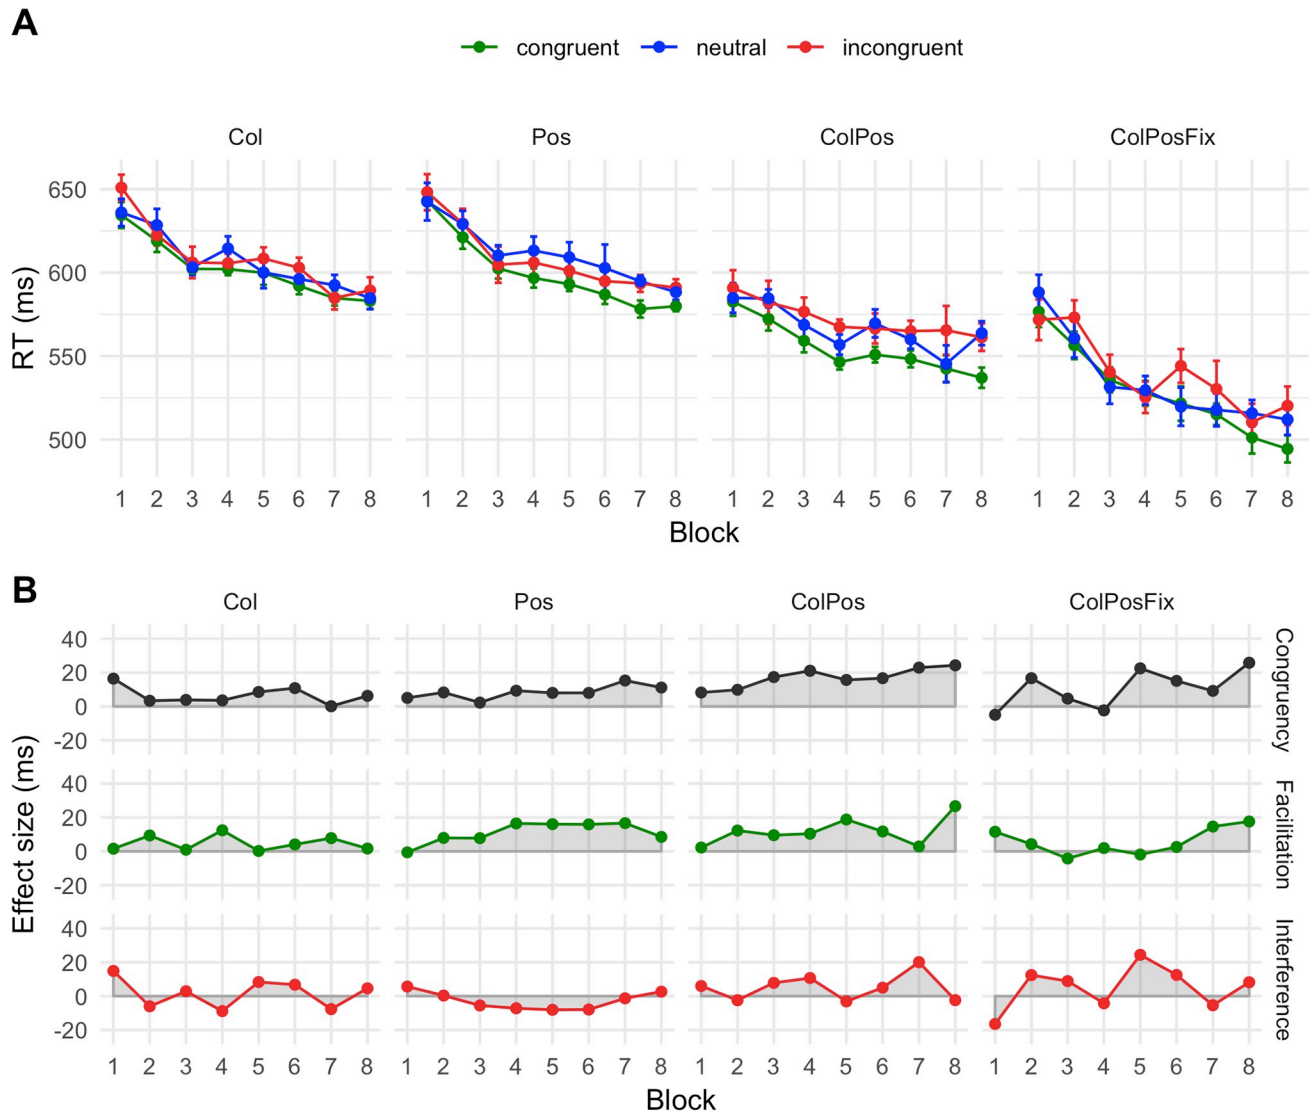 A
congruent neutral incongruent
Col Pos ColPos ColPosFix
650
600
550
500
RT (ms)
1 2 3 4 5 6 7 8 1 2 3 4 5 6 7 8 1 2 3 4 5 6 7 8 1 2 3 4 5 6 7 8
Block
B
Col Pos ColPos ColPosFix
40
20
0
-20
Congruency
40
20
0
-20
Facilitation
40
20
0
-20
Interference
Effect size (ms)
1 2 3 4 5 6 7 8 1 2 3 4 5 6 7 8 1 2 3 4 5 6 7 8 1 2 3 4 5 6 7 8
Block